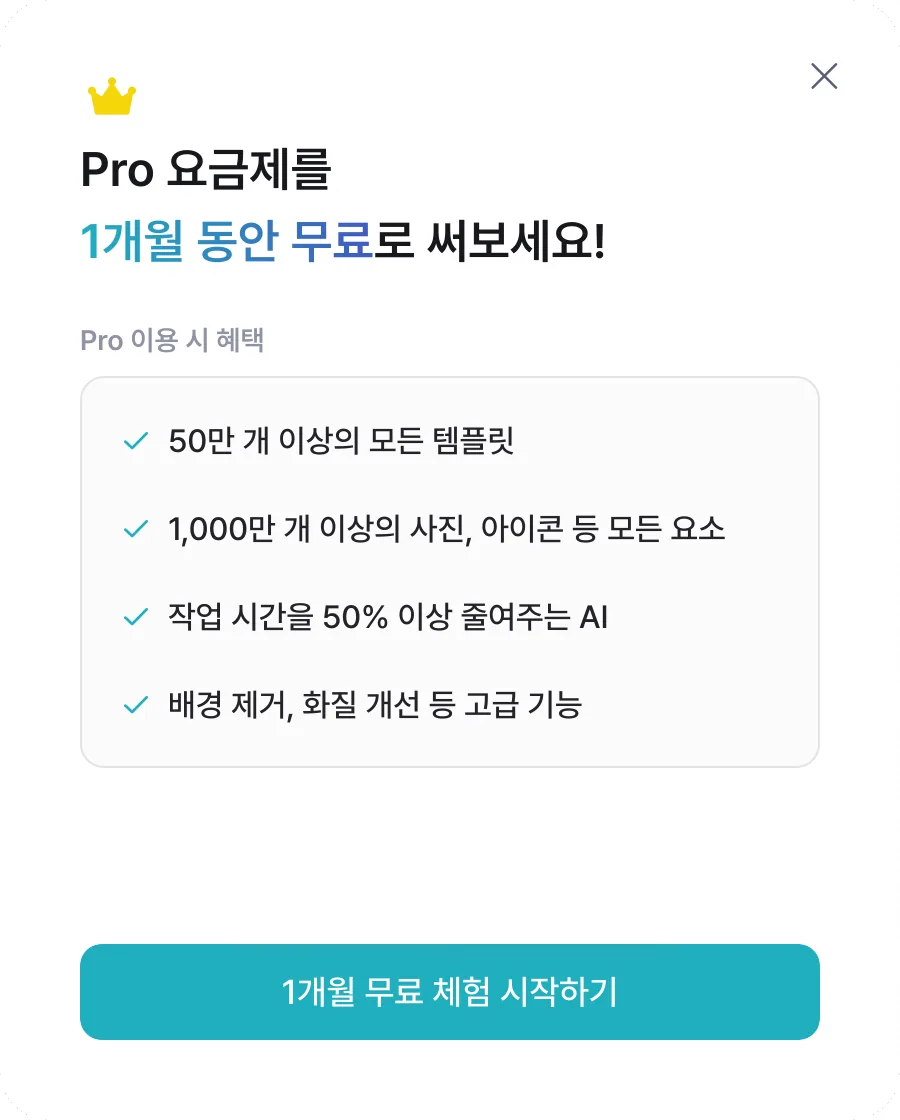 Pro 요금제를
1개월 동안 무료로 써보세요!
Pro 이용 시 혜택
50만 개 이상의 모든 템플릿
1,000만 개 이상의 사진, 아이콘 등 모든 요소
작업 시간을 50% 이상 줄여주는 AI
배경 제거, 화질 개선 등 고급 기능
1개월 무료 체험 시작하기